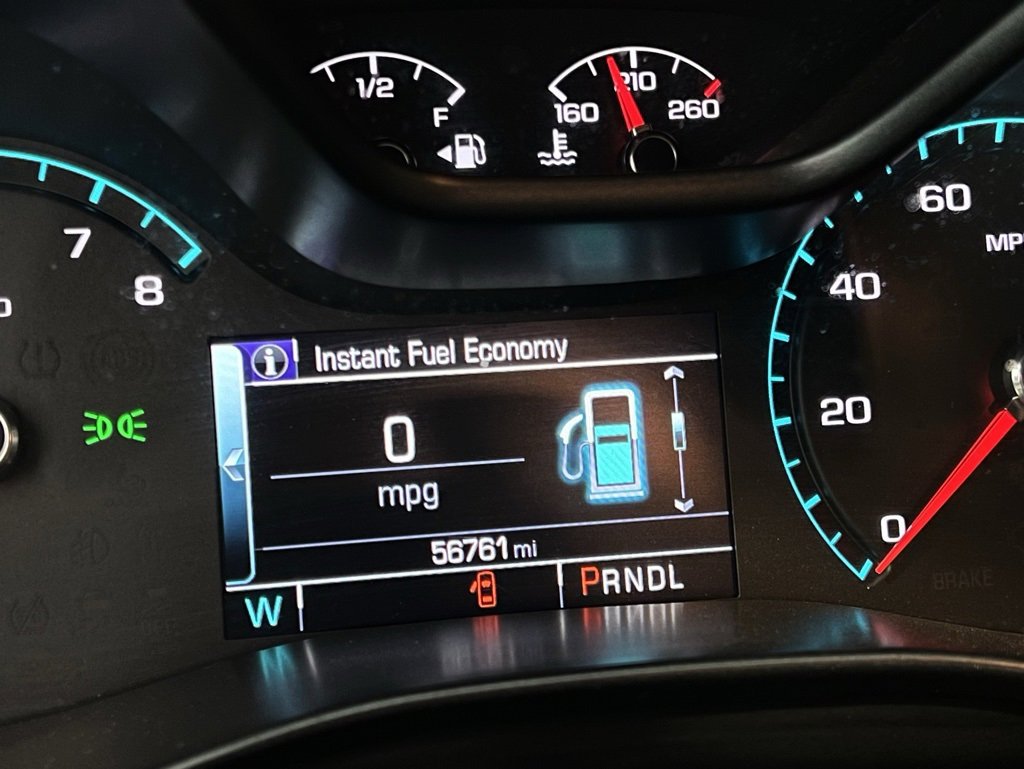 1/2
F
160
210
260
60
MP
40
20
0
7
8
i Instant Fuel Economy
0
mpg
56761 mi
W
PRNDL
BRAKE